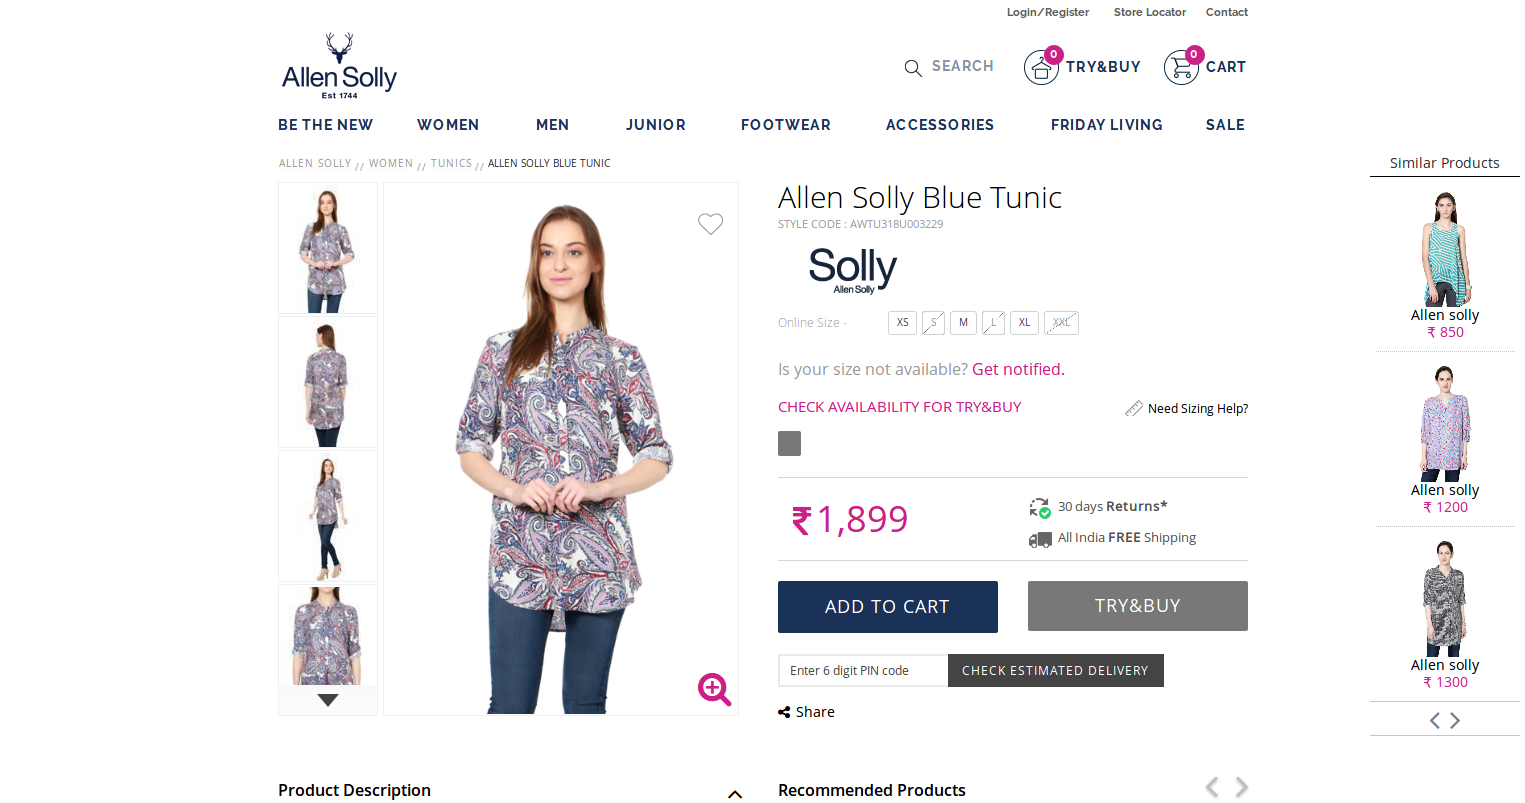 Login/Register Store Locator Contact
Allen Solly
Est 1744
SEARCH 0 TRY&BUY 0 CART
BE THE NEW WOMEN MEN JUNIOR FOOTWEAR ACCESSORIES FRIDAY LIVING SALE
ALLEN SOLLY // WOMEN // TUNICS // ALLEN SOLLY BLUE TUNIC
Allen Solly Blue Tunic
STYLE CODE : AWTU318U003229
Solly
Allen Solly
Online Size - XS S M L XL XXL
Is your size not available? Get notified.
CHECK AVAILABILITY FOR TRY&BUY Need Sizing Help?
₹1,899
30 days Returns*
All India FREE Shipping
ADD TO CART TRY&BUY
Enter 6 digit PIN code CHECK ESTIMATED DELIVERY
Share
Product Description
Recommended Products
Similar Products
Allen solly
₹ 850
Allen solly
₹ 1200
Allen solly
₹ 1300